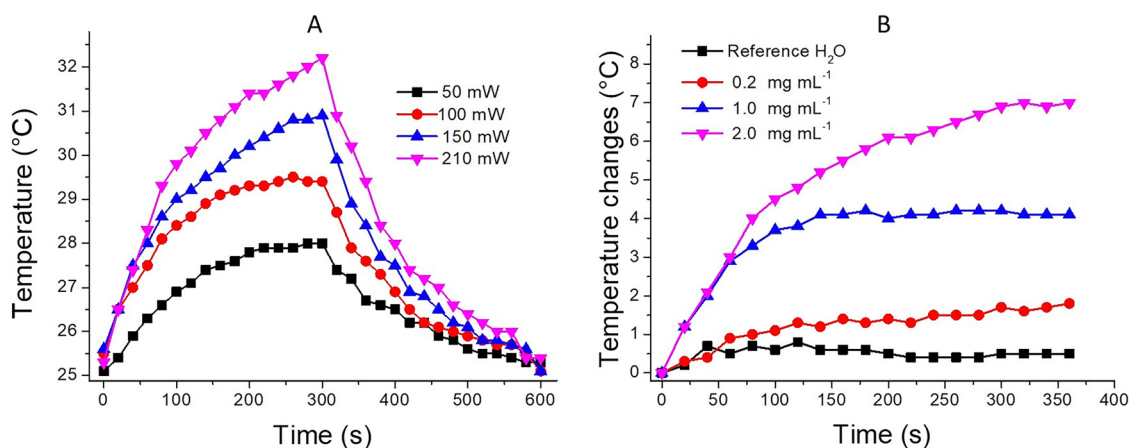 A
Temperature (°C)
32
31
30
29
28
27
26
25
50 mW
100 mW
150 mW
210 mW
0 100 200 300 400 500 600
Time (s)
B
Temperature changes (°C)
8
7
6
5
4
3
2
1
0
Reference H₂O
0.2 mg mL⁻¹
1.0 mg mL⁻¹
2.0 mg mL⁻¹
0 50 100 150 200 250 300 350 400
Time (s)